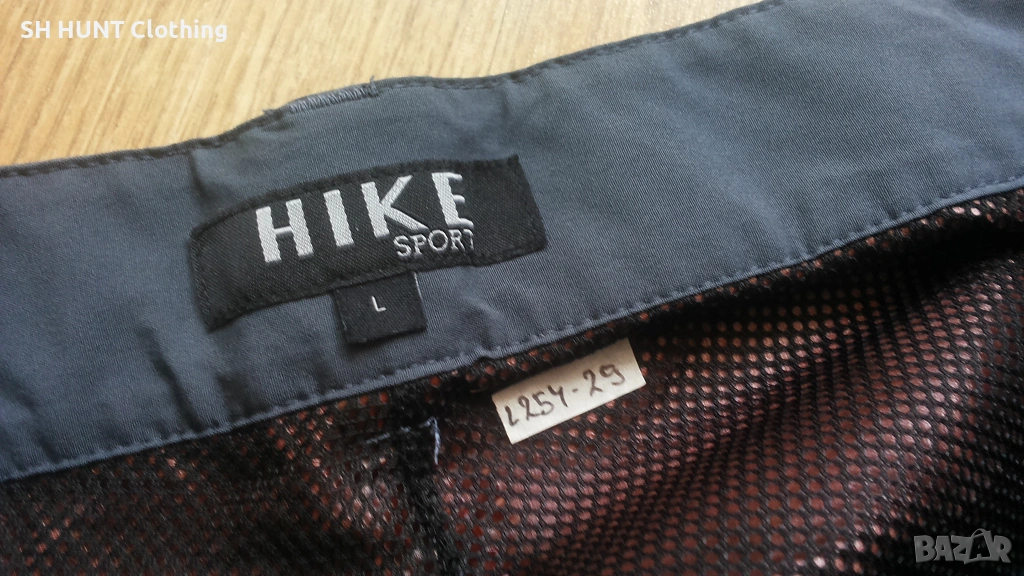 SH HUNT Clothing
HIKE
SPORT
L
L254-29
BAZAR